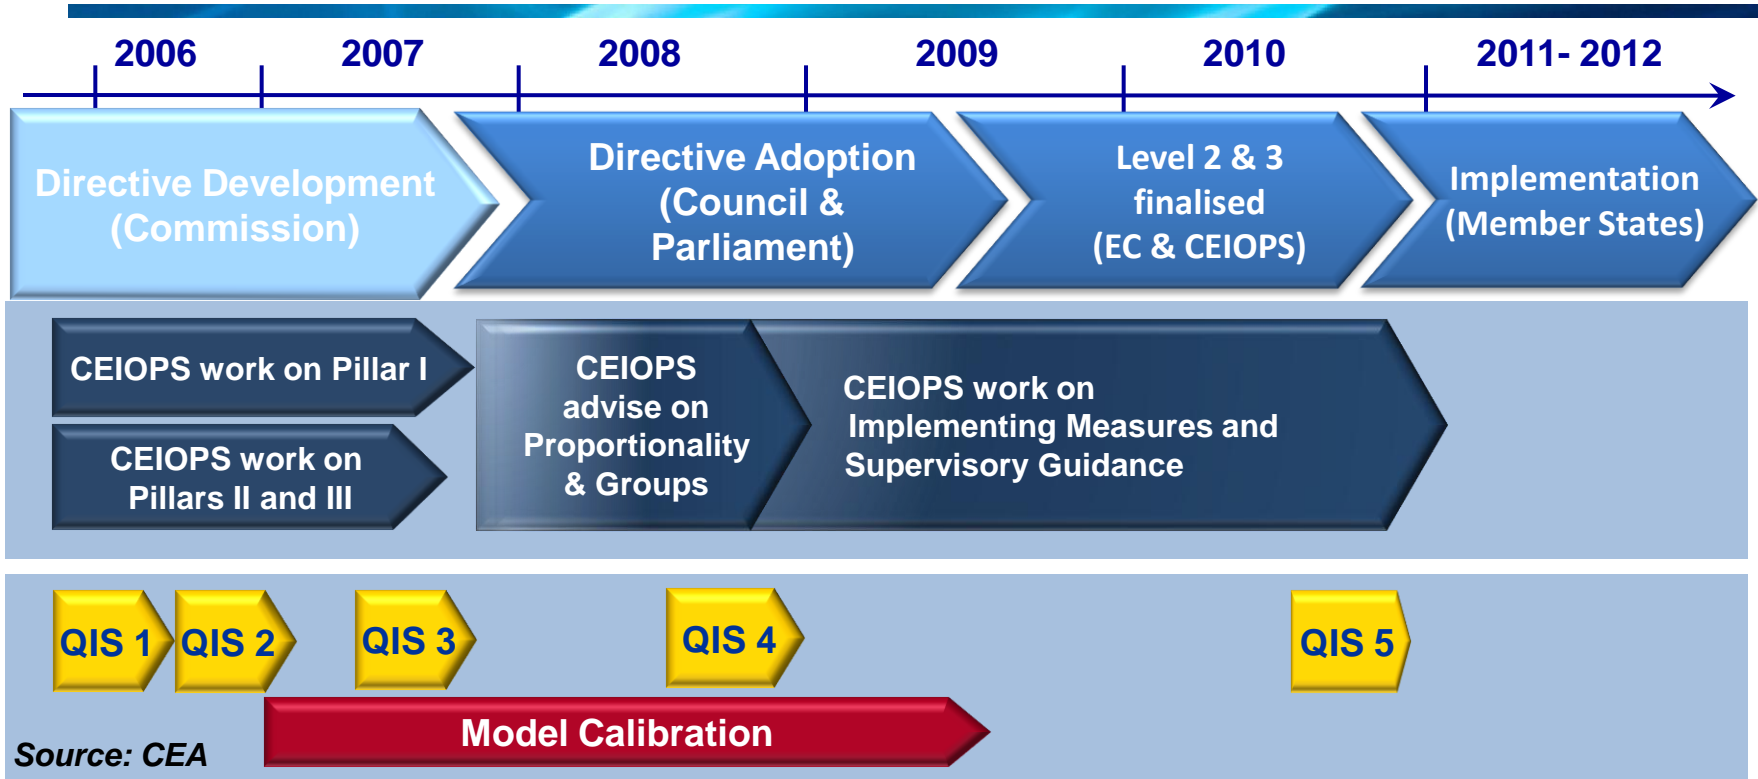 2006 2007 2008 2009 2010 2011- 2012
Directive Development
(Commission)
Directive Adoption
(Council &
Parliament)
Level 2 & 3
finalised
(EC & CEIOPS)
Implementation
(Member States)
CEIOPS work on Pillar I
CEIOPS work on
Pillars II and III
CEIOPS
advise on
Proportionality
& Groups
CEIOPS work on
Implementing Measures and
Supervisory Guidance
QIS 1
QIS 2
QIS 3
QIS 4
QIS 5
Model Calibration
Source: CEA